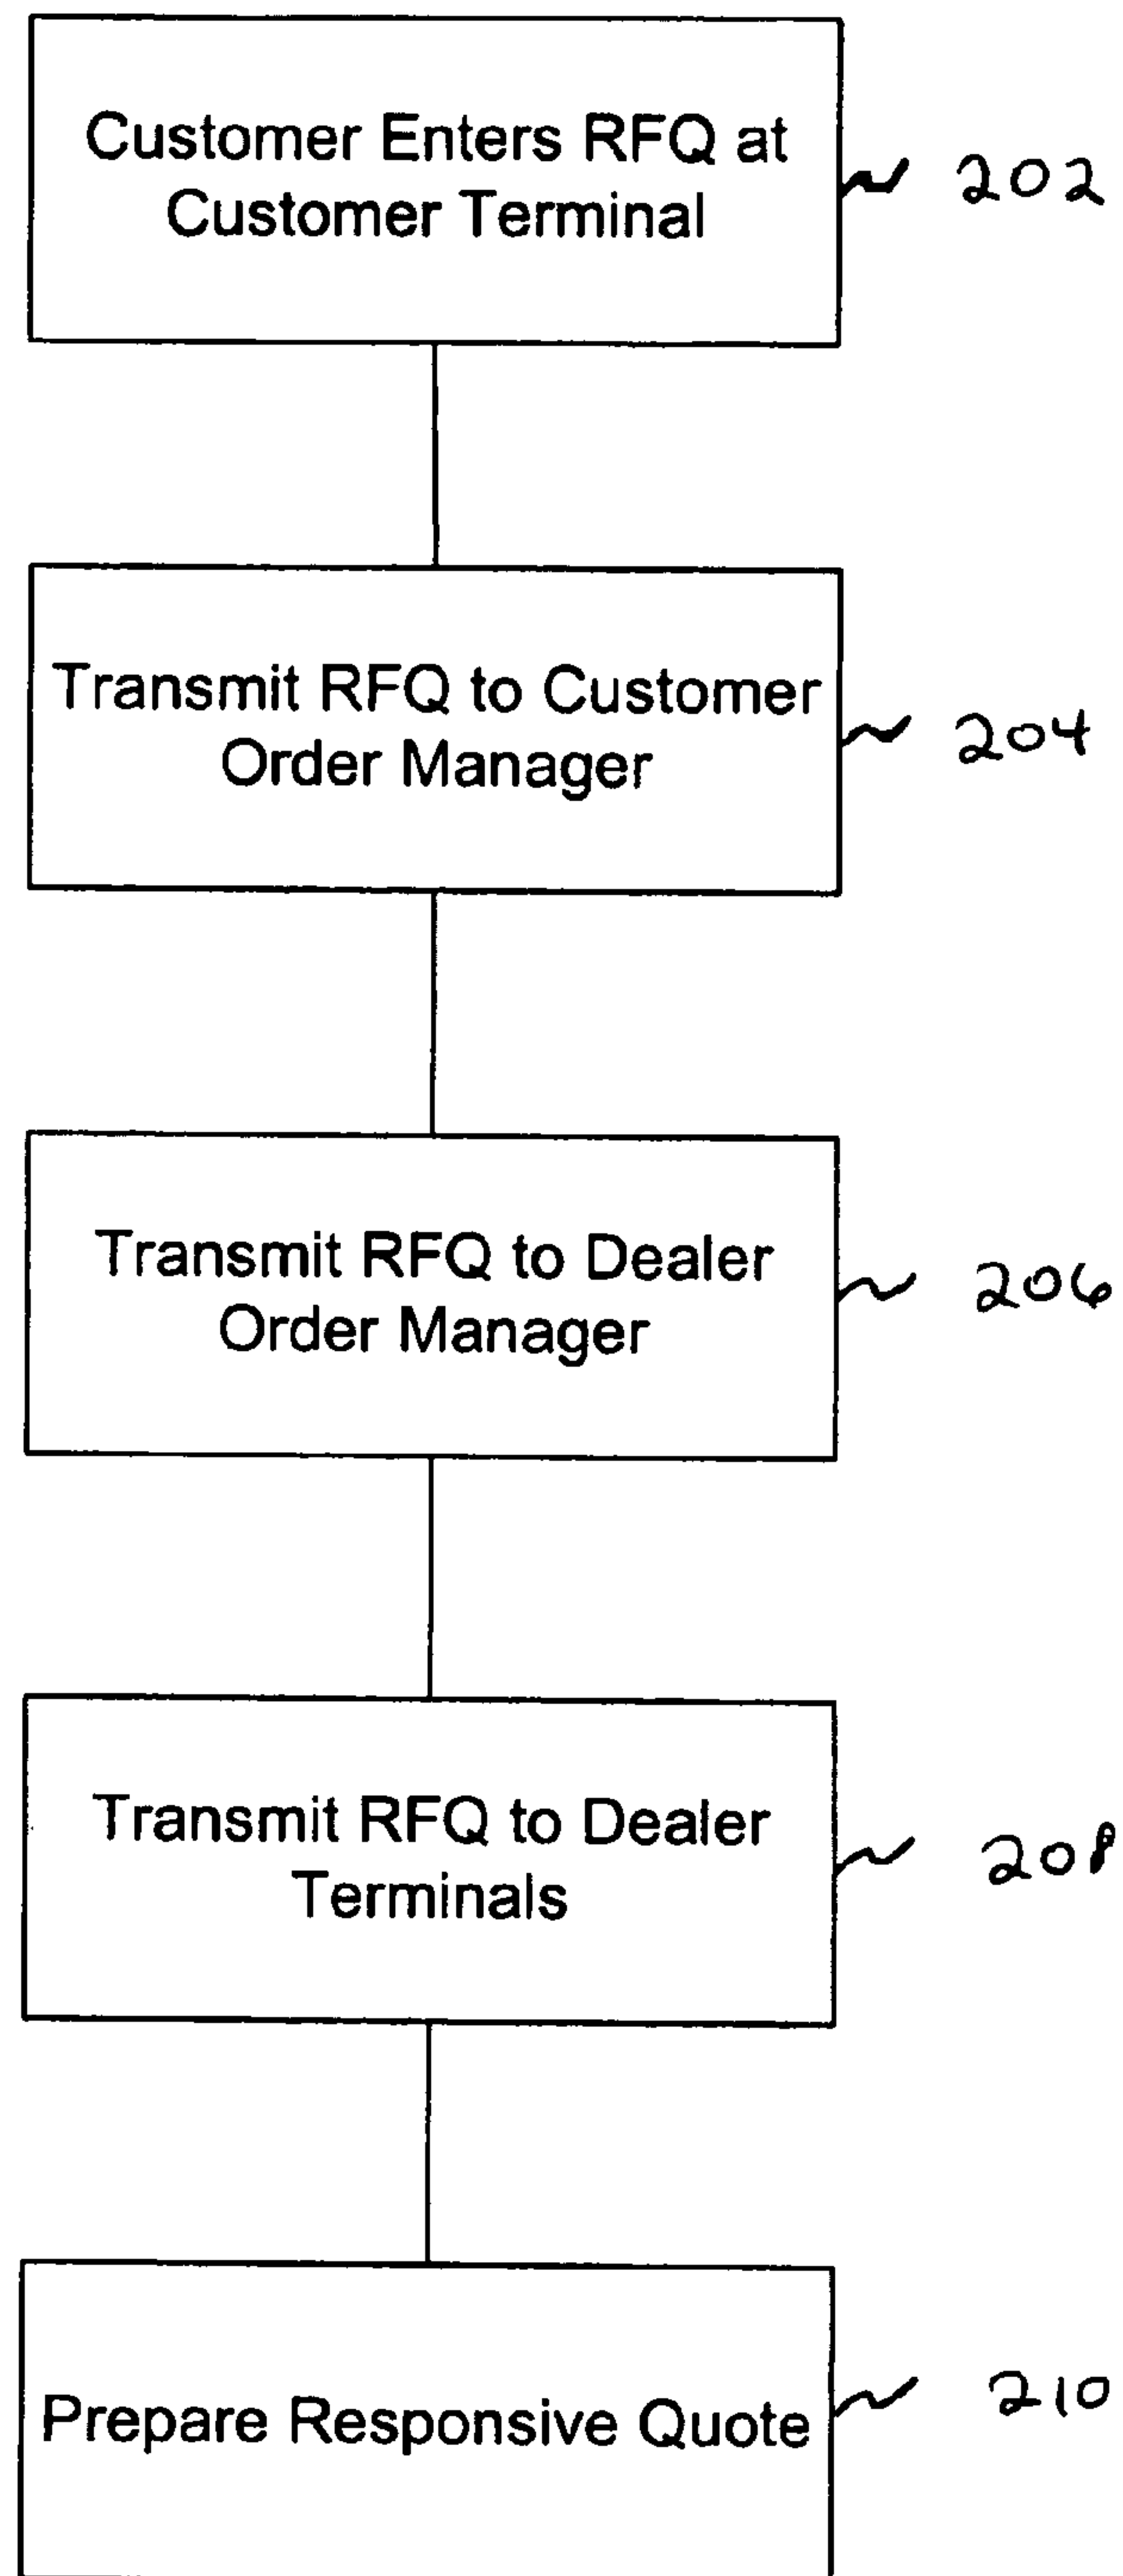 Customer Enters RFQ at
Customer Terminal
202
Transmit RFQ to Customer
Order Manager
204
Transmit RFQ to Dealer
Order Manager
206
Transmit RFQ to Dealer
Terminals
208
Prepare Responsive Quote
210